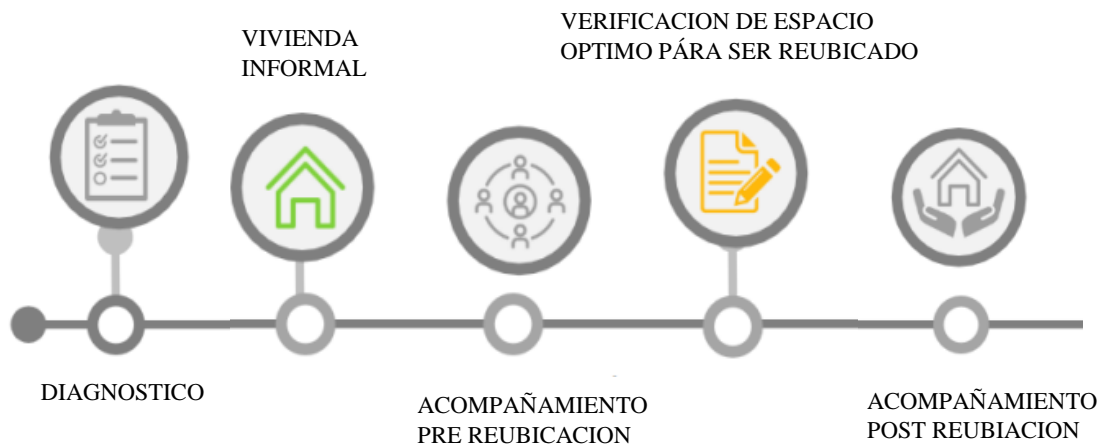 VIVIENDA
INFORMAL
VERIFICACION DE ESPACIO
OPTIMO PÁRA SER REUBICADO
DIAGNOSTICO
ACOMPAÑAMIENTO
PRE REUBICACION
ACOMPAÑAMIENTO
POST REUBIACION